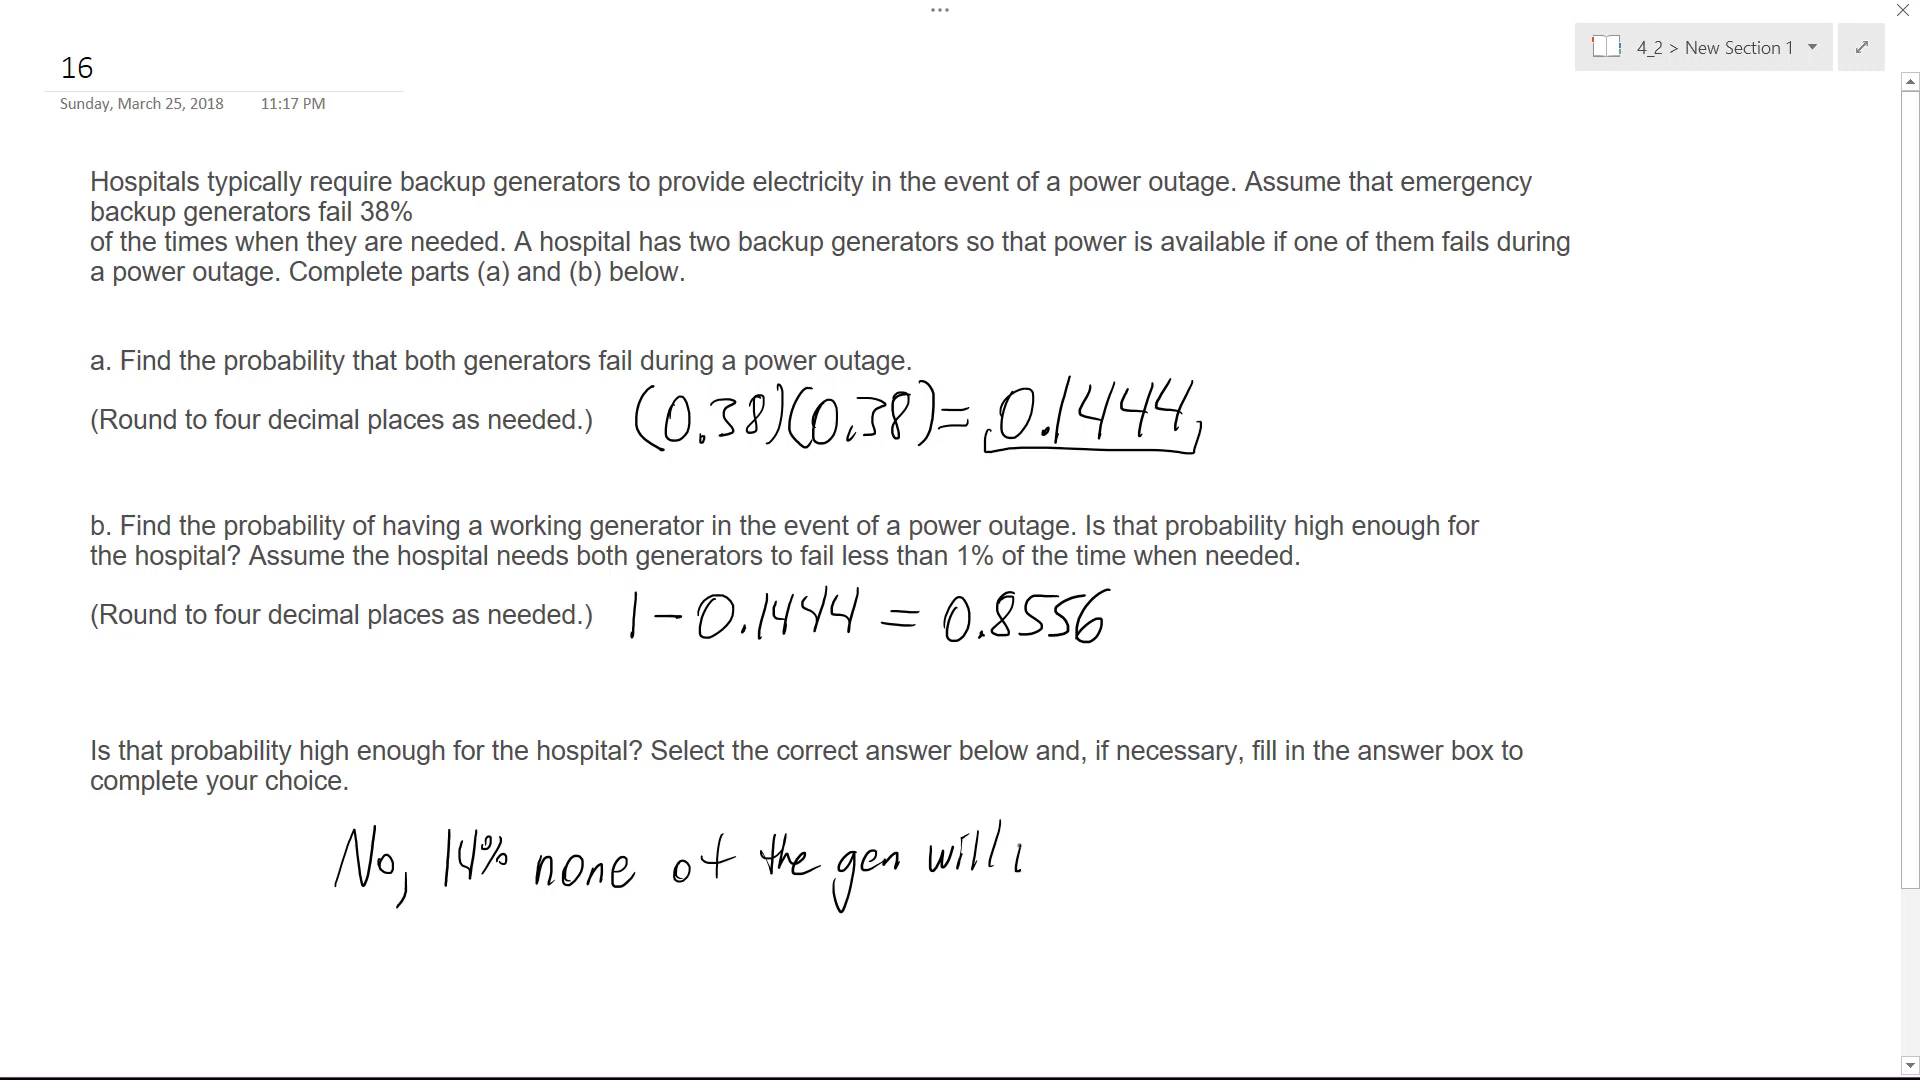 4_2 > New Section 1
16
Sunday, March 25, 2018 11:17 PM
Hospitals typically require backup generators to provide electricity in the event of a power outage. Assume that emergency
backup generators fail 38%
of the times when they are needed. A hospital has two backup generators so that power is available if one of them fails during
a power outage. Complete parts (a) and (b) below.
a. Find the probability that both generators fail during a power outage.
(Round to four decimal places as needed.) (0.38)(0.38)= 0.1444
b. Find the probability of having a working generator in the event of a power outage. Is that probability high enough for
the hospital? Assume the hospital needs both generators to fail less than 1% of the time when needed.
(Round to four decimal places as needed.) 1 - 0.1444 = 0.8556
Is that probability high enough for the hospital? Select the correct answer below and, if necessary, fill in the answer box to
complete your choice.
No, 14% none of the gen will